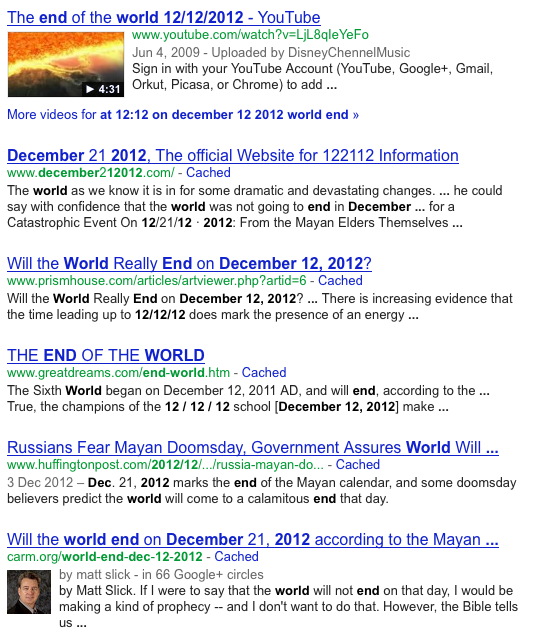 The end of the world 12/12/2012 - YouTube
www.youtube.com/watch?v=LjL8qIeYeFo
Jun 4, 2009 - Uploaded by DisneyChennelMusic
Sign in with your YouTube Account (YouTube, Google+, Gmail,
Orkut, Picasa, or Chrome) to add ...
4:31
More videos for at 12:12 on december 12 2012 world end »
December 21 2012, The official Website for 122112 Information
www.december212012.com/ - Cached
The world as we know it is in for some dramatic and devastating changes. ... he could
say with confidence that the world was not going to end in December ... for a
Catastrophic Event On 12/21/12 · 2012: From the Mayan Elders Themselves ...
Will the World Really End on December 12, 2012?
www.prismhouse.com/articles/artviewer.php?artid=6 - Cached
Will the World Really End on December 12, 2012? ... There is increasing evidence that
the time leading up to 12/12/12 does mark the presence of an energy ...
THE END OF THE WORLD
www.greatdreams.com/end-world.htm - Cached
The Sixth World began on December 12, 2011 AD, and will end, according to the ...
True, the champions of the 12 / 12 / 12 school [December 12, 2012] make ...
Russians Fear Mayan Doomsday, Government Assures World Will ...
www.huffingtonpost.com/2012/12/.../russia-mayan-do... - Cached
3 Dec 2012 – Dec. 21, 2012 marks the end of the Mayan calendar, and some doomsday
believers predict the world will come to a calamitous end that day.
Will the world end on December 21, 2012 according to the Mayan ...
carm.org/world-end-dec-12-2012 - Cached
by matt slick - in 66 Google+ circles
by Matt Slick. If I were to say that the world will not end on that day, I would be
making a kind of prophecy -- and I don't want to do that. However, the Bible tells
us ...